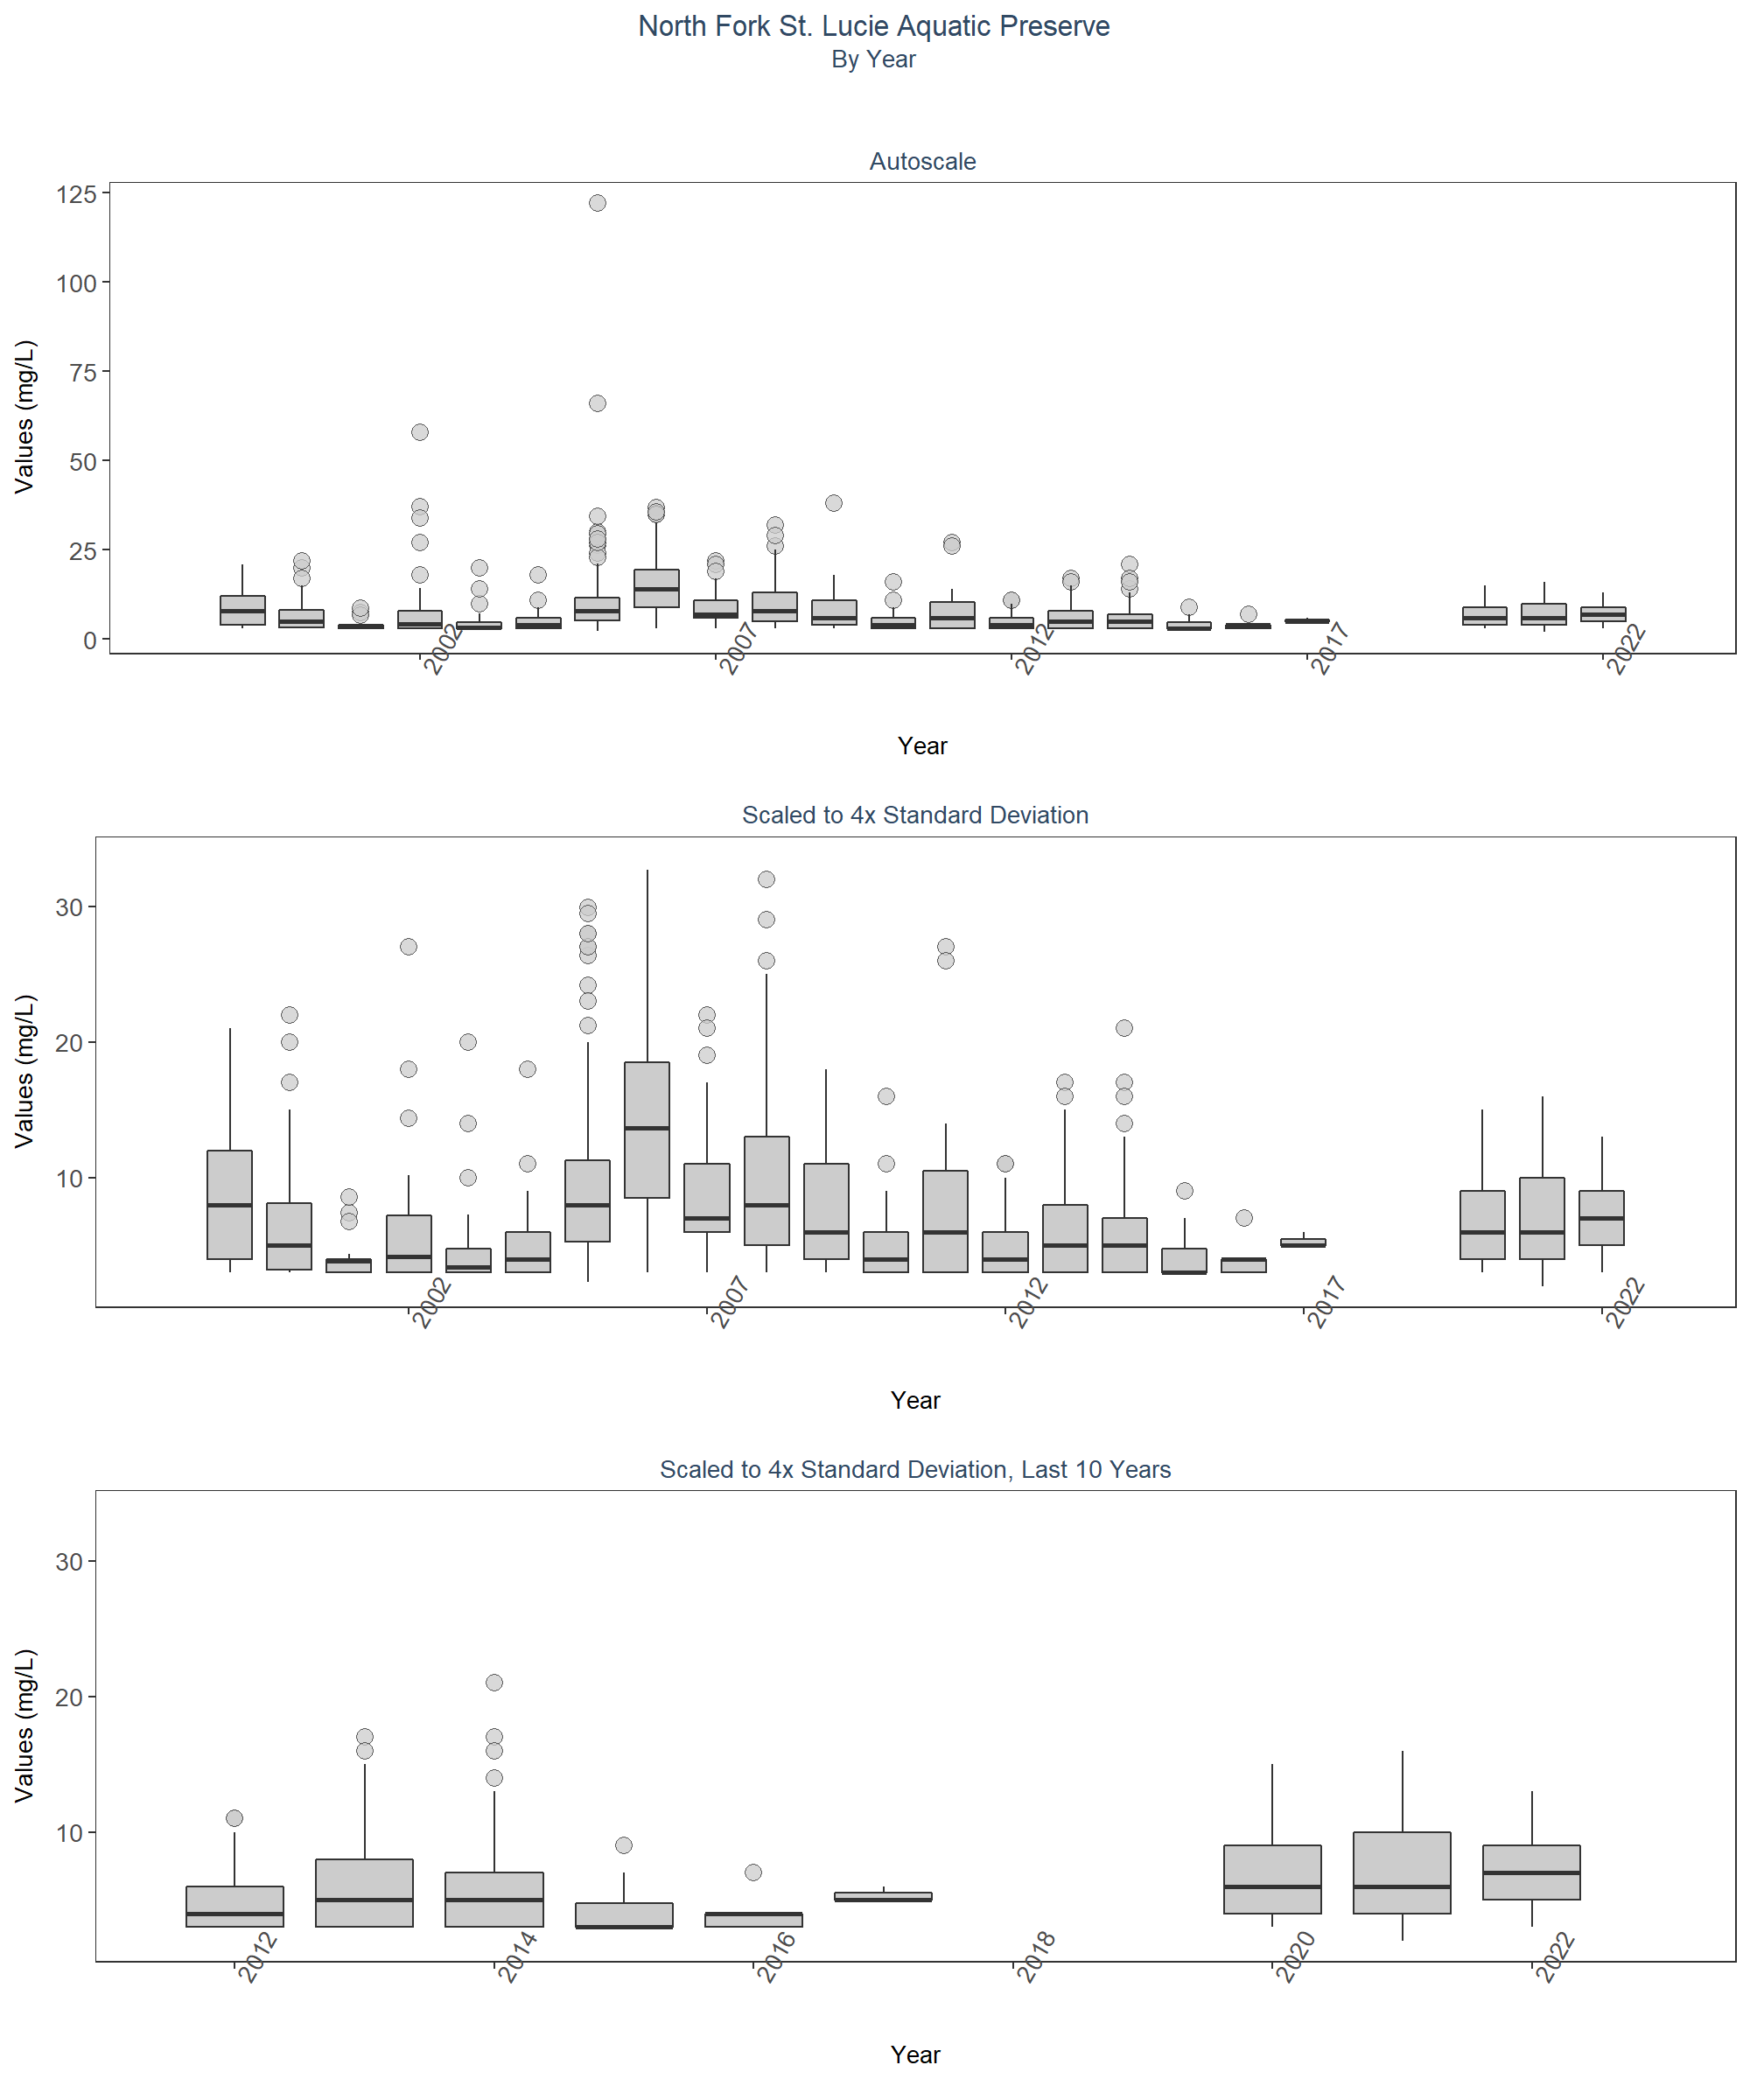 North Fork St. Lucie Aquatic Preserve
By Year
Autoscale
Values (mg/L)
125
100
75
50
25
0
2002 2007 2012 2017 2022
Year
Scaled to 4x Standard Deviation
Values (mg/L)
30
20
10
2002 2007 2012 2017 2022
Year
Scaled to 4x Standard Deviation, Last 10 Years
Values (mg/L)
30
20
10
2012 2014 2016 2018 2020 2022
Year